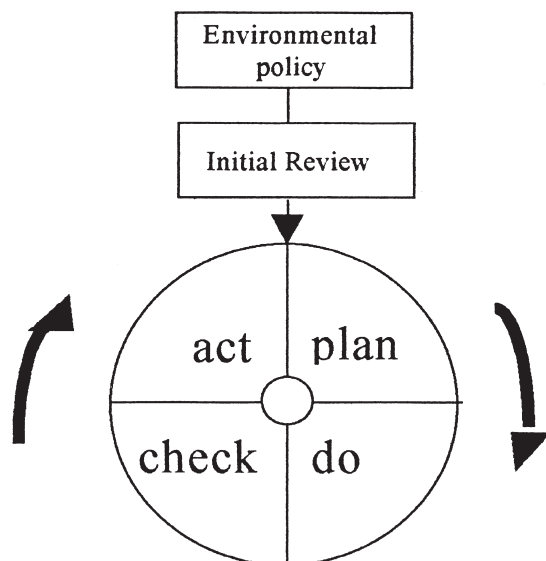 Environmental
policy
Initial Review
act plan
check do